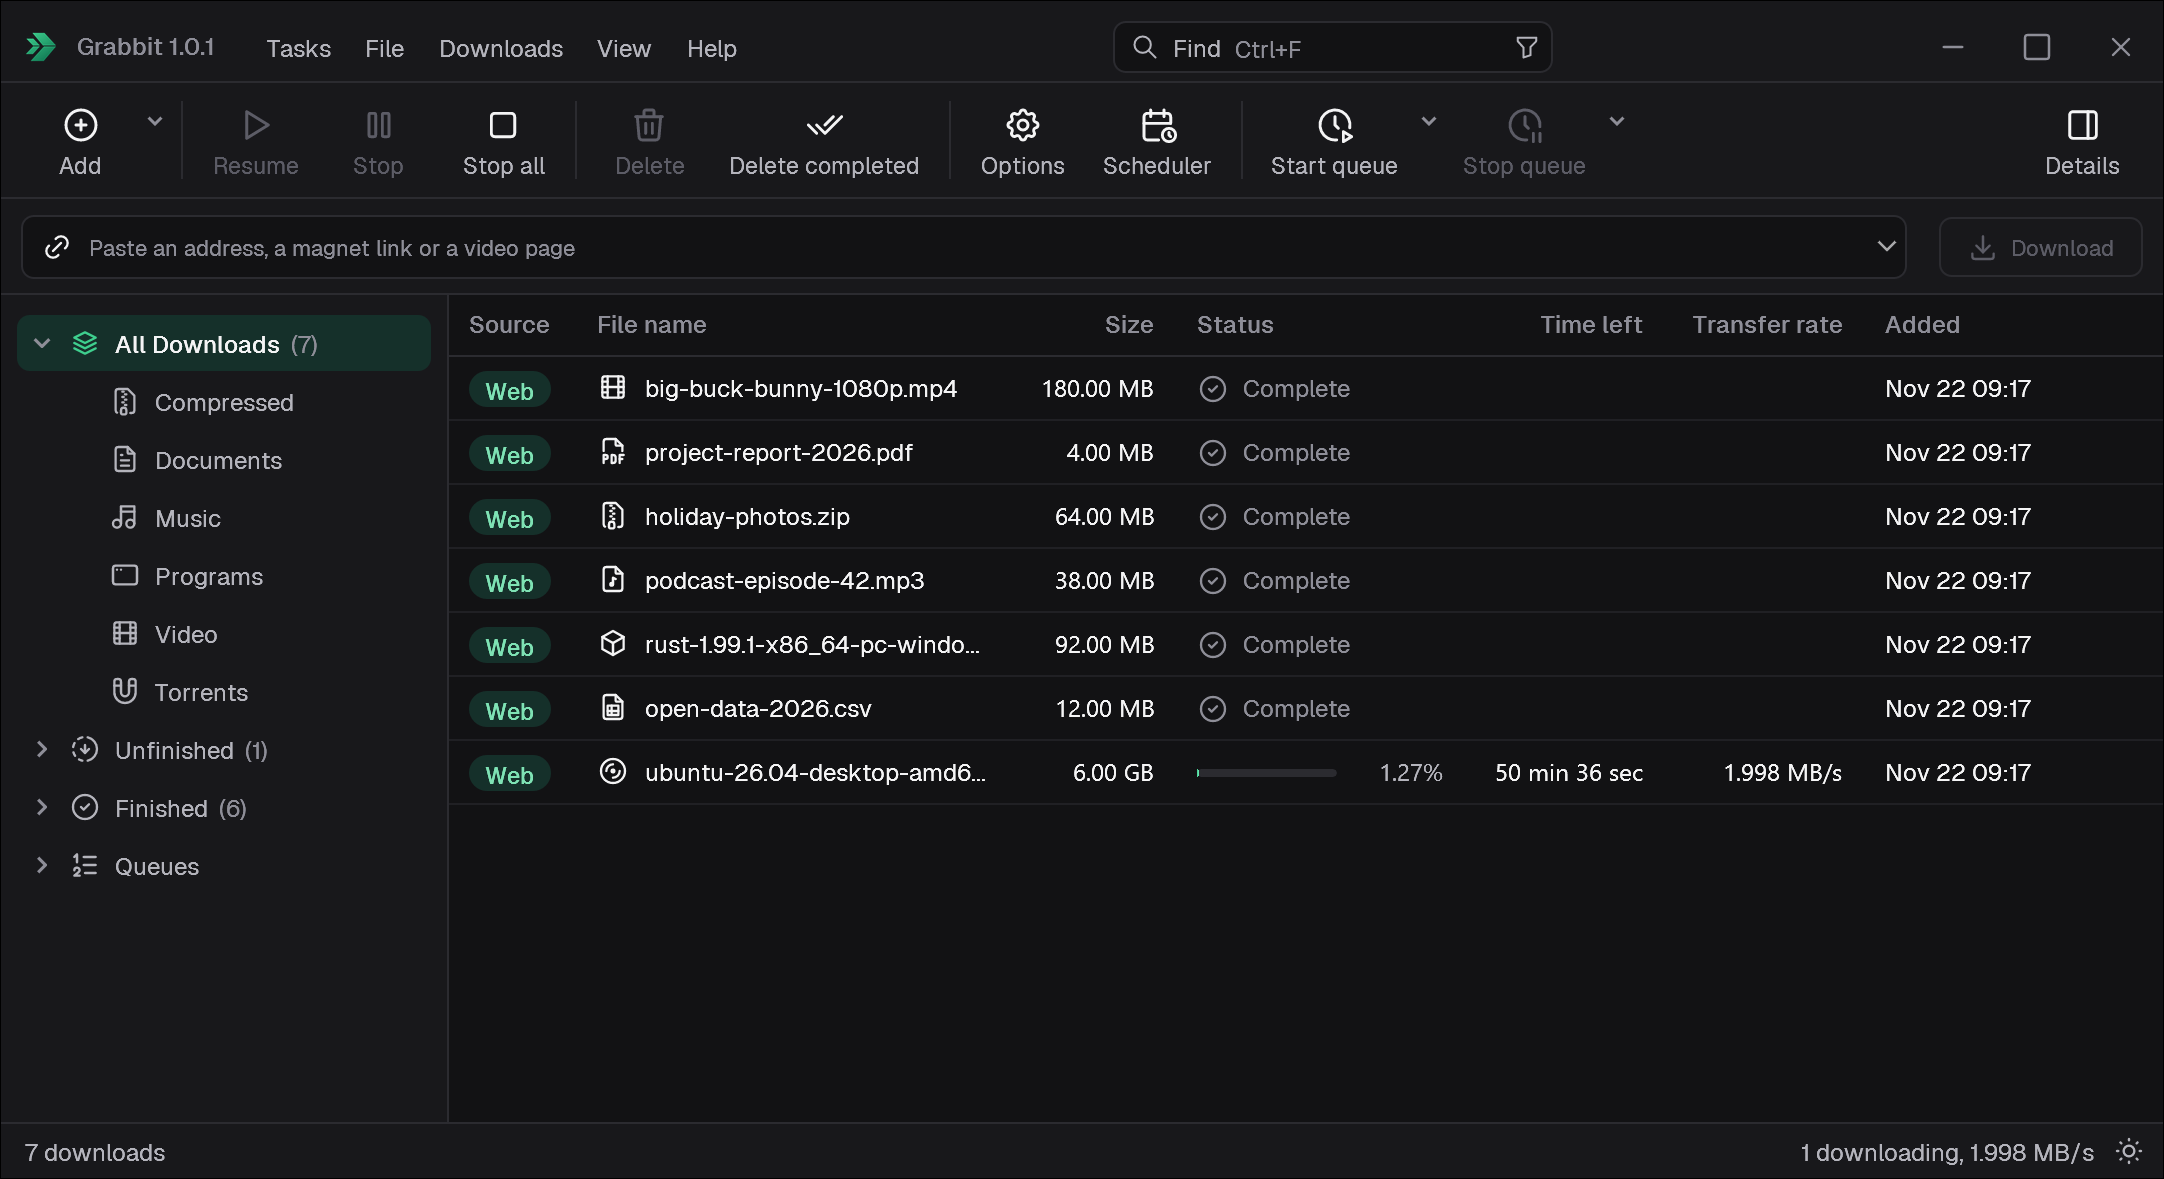 Grabbit 1.0.1 Tasks File Downloads View Help Find Ctrl+F
Add Resume Stop Stop all Delete Delete completed Options Scheduler Start queue Stop queue Details
Paste an address, a magnet link or a video page Download
All Downloads (7)
Compressed
Documents
Music
Programs
Video
Torrents
Unfinished (1)
Finished (6)
Queues
Source File name Size Status Time left Transfer rate Added
Web big-buck-bunny-1080p.mp4 180.00 MB Complete Nov 22 09:17
Web PDF project-report-2026.pdf 4.00 MB Complete Nov 22 09:17
Web holiday-photos.zip 64.00 MB Complete Nov 22 09:17
Web podcast-episode-42.mp3 38.00 MB Complete Nov 22 09:17
Web rust-1.99.1-x86_64-pc-windo... 92.00 MB Complete Nov 22 09:17
Web open-data-2026.csv 12.00 MB Complete Nov 22 09:17
Web ubuntu-26.04-desktop-amd6... 6.00 GB 1.27% 50 min 36 sec 1.998 MB/s Nov 22 09:17
7 downloads 1 downloading, 1.998 MB/s